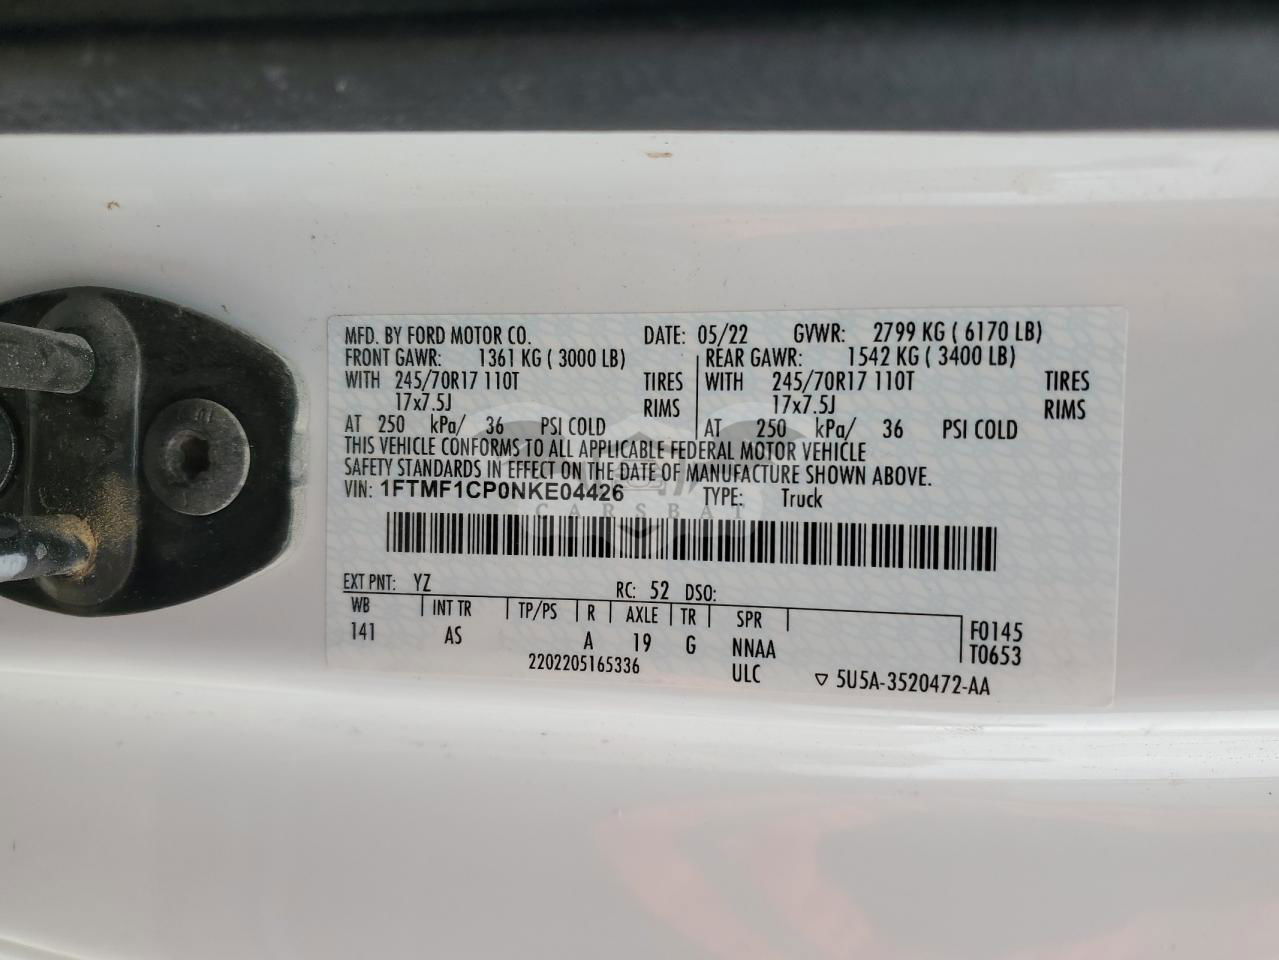 MFD. BY FORD MOTOR CO. DATE: 05/22 GVWR: 2799 KG ( 6170 LB)
FRONT GAWR: 1361 KG ( 3000 LB) REAR GAWR: 1542 KG ( 3400 LB)
WITH 245/70R17 110T TIRES WITH 245/70R17 110T TIRES
17x7.5J RIMS 17x7.5J RIMS
AT 250 kPa/ 36 PSI COLD AT 250 kPa/ 36 PSI COLD
THIS VEHICLE CONFORMS TO ALL APPLICABLE FEDERAL MOTOR VEHICLE
SAFETY STANDARDS IN EFFECT ON THE DATE OF MANUFACTURE SHOWN ABOVE.
VIN: 1FTMF1CP0NKE04426 TYPE: Truck
CARSBAT
EXT PNT: YZ RC: 52 DSO:
WB INT TR TP/PS R AXLE TR SPR F0145
141 AS A 19 G NNAA T0653
2202205165336 ULC ▽ 5U5A-3520472-AA